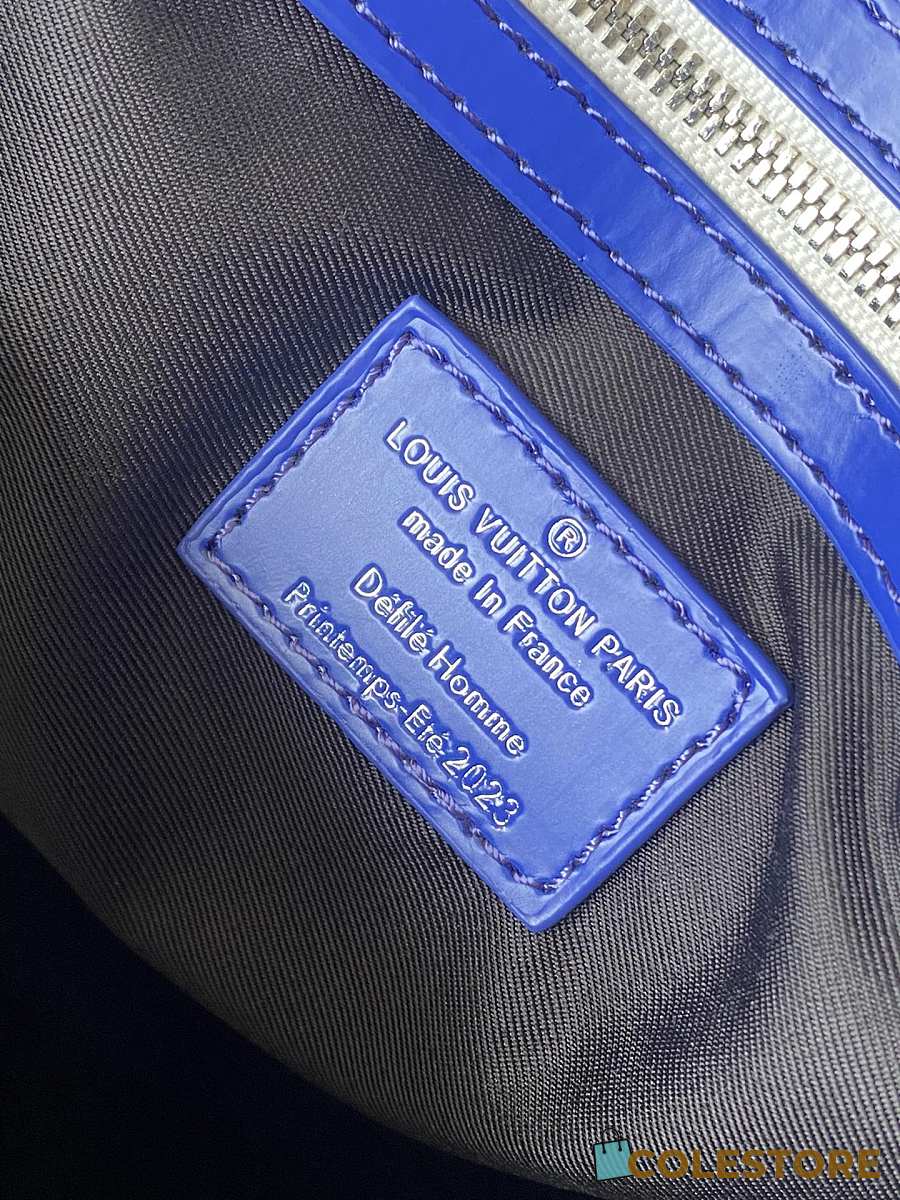 ®
LOUIS VUITTON PARIS
made in France
Défilé Homme
Printemps-Eté 2023
COLESTORE